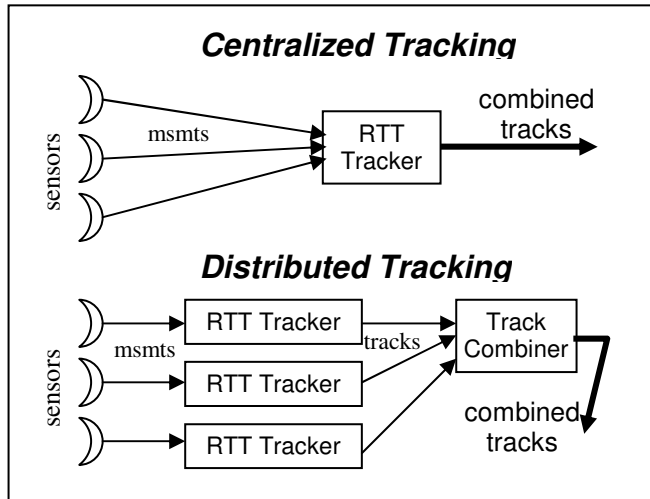 Centralized Tracking
sensors
msmts
RTT
Tracker
combined
tracks
Distributed Tracking
sensors
msmts
RTT Tracker
RTT Tracker
RTT Tracker
tracks
Track
Combiner
combined
tracks